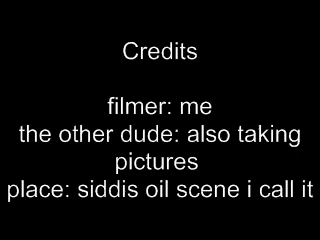 Credits
filmer: me
the other dude: also taking
pictures
place: siddis oil scene i call it